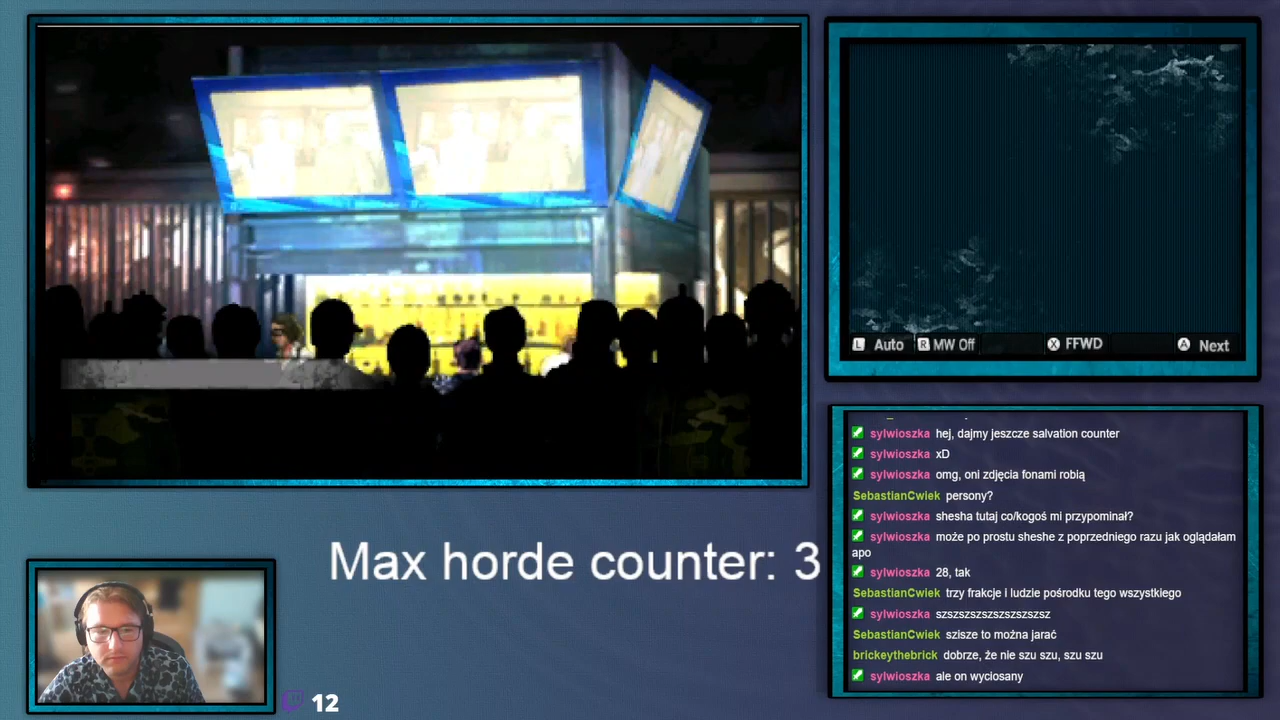 L Auto R MW Off X FFWD A Next
sylwioszka hej, dajmy jeszcze salvation counter
sylwioszka xD
sylwioszka omg, oni zdjęcia fonami robią
SebastianCwiek persony?
sylwioszka shesha tutaj co/kogoś mi przypominał?
sylwioszka może po prostu sheshe z poprzedniego razu jak oglądałam
apo
sylwioszka 28, tak
SebastianCwiek trzy frakcje i ludzie pośrodku tego wszystkiego
sylwioszka szszszszszszszszszsz
SebastianCwiek szisze to można jarać
brickeythebrick dobrze, że nie szu szu, szu szu
sylwioszka ale on wyciosany
Max horde counter: 3
12